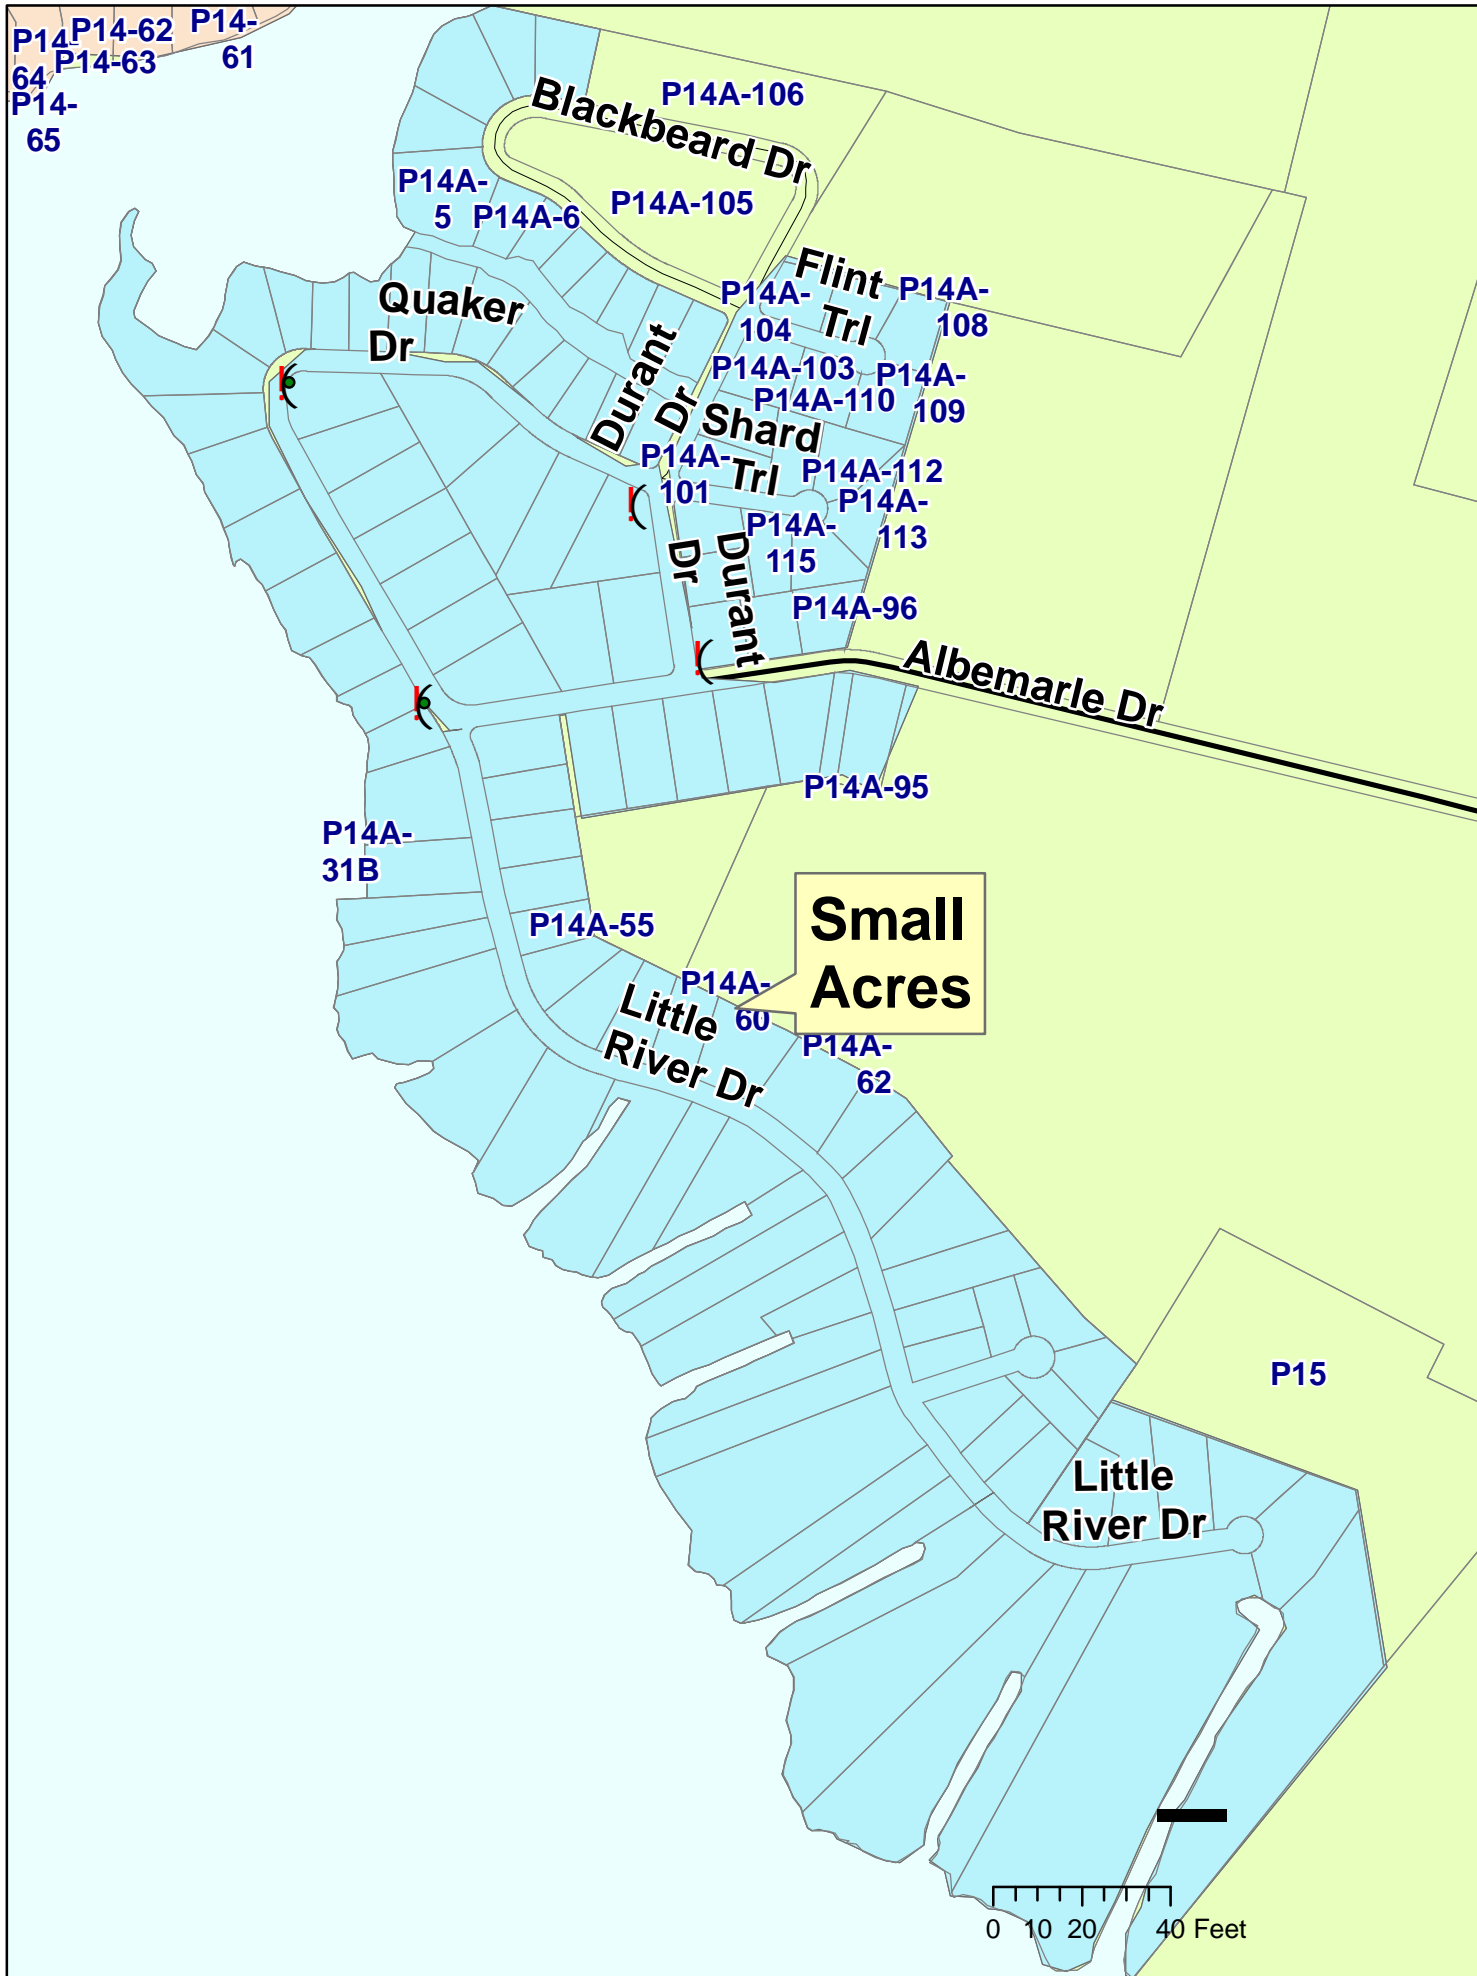 P14-
64
P14-62
P14-63
P14-
61
P14-
65
Blackbeard Dr
P14A-106
P14A-105
P14A-
5
P14A-6
Quaker
Dr
Flint
Trl
P14A-
104
P14A-
108
P14A-103
P14A-110
P14A-
109
Durant
Dr
Shard
Trl
P14A-
101
P14A-112
P14A-
113
P14A-
115
Durant
Dr
P14A-96
Albemarle Dr
P14A-95
P14A-
31B
Small
Acres
P14A-55
P14A-
60
Little
River Dr
P14A-
62
P15
Little
River Dr
0 10 20 40 Feet